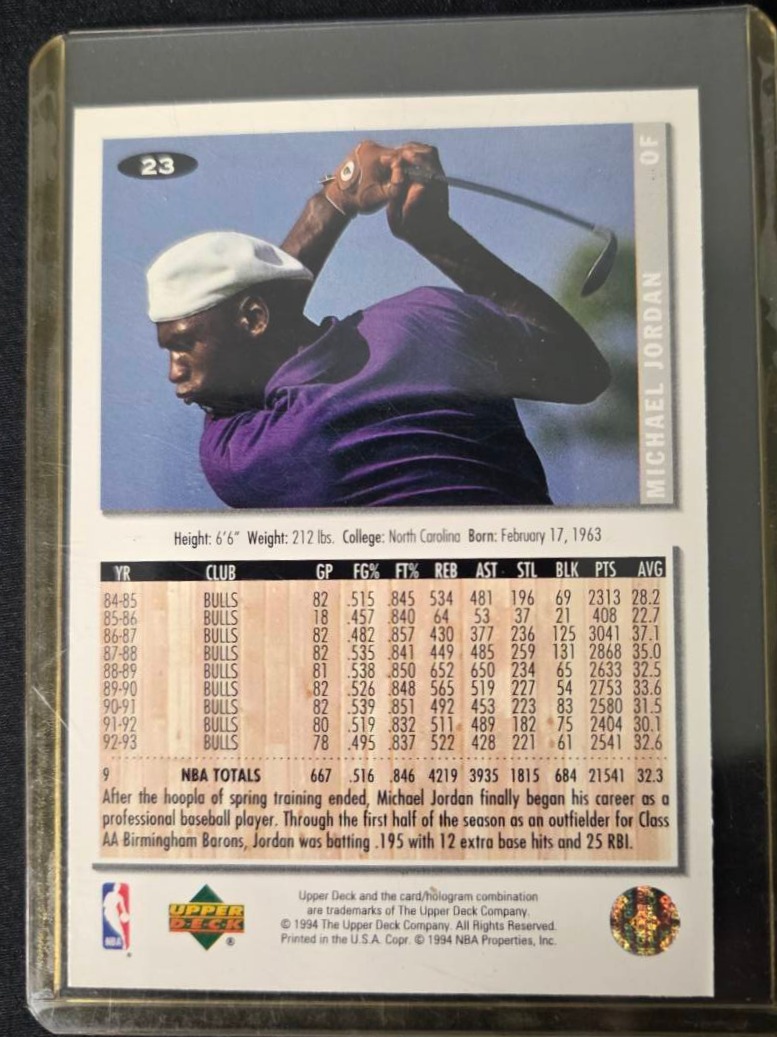 23
MICHAEL JORDAN OF
Height: 6'6" Weight: 212 lbs. College: North Carolina Born: February 17, 1963
YR CLUB GP FG% FT% REB AST STL BLK PTS AVG
84-85 BULLS 82 .515 .845 534 481 196 69 2313 28.2
85-86 BULLS 18 .457 .840 64 53 37 21 408 22.7
86-87 BULLS 82 .482 .857 430 377 236 125 3041 37.1
87-88 BULLS 82 .535 .841 449 485 259 131 2868 35.0
88-89 BULLS 81 .538 .850 652 650 234 65 2633 32.5
89-90 BULLS 82 .526 .848 565 519 227 54 2753 33.6
90-91 BULLS 82 .539 .851 492 453 223 83 2580 31.5
91-92 BULLS 80 .519 .832 511 489 182 75 2404 30.1
92-93 BULLS 78 .495 .837 522 428 221 61 2541 32.6
9 NBA TOTALS 667 .516 .846 4219 3935 1815 684 21541 32.3
After the hoopla of spring training ended, Michael Jordan finally began his career as a
professional baseball player. Through the first half of the season as an outfielder for Class
AA Birmingham Barons, Jordan was batting .195 with 12 extra base hits and 25 RBI.
NBA
UPPER
DECK
®
Upper Deck and the card/hologram combination
are trademarks of The Upper Deck Company.
© 1994 The Upper Deck Company. All Rights Reserved.
Printed in the U.S.A. Copr. © 1994 NBA Properties, Inc.